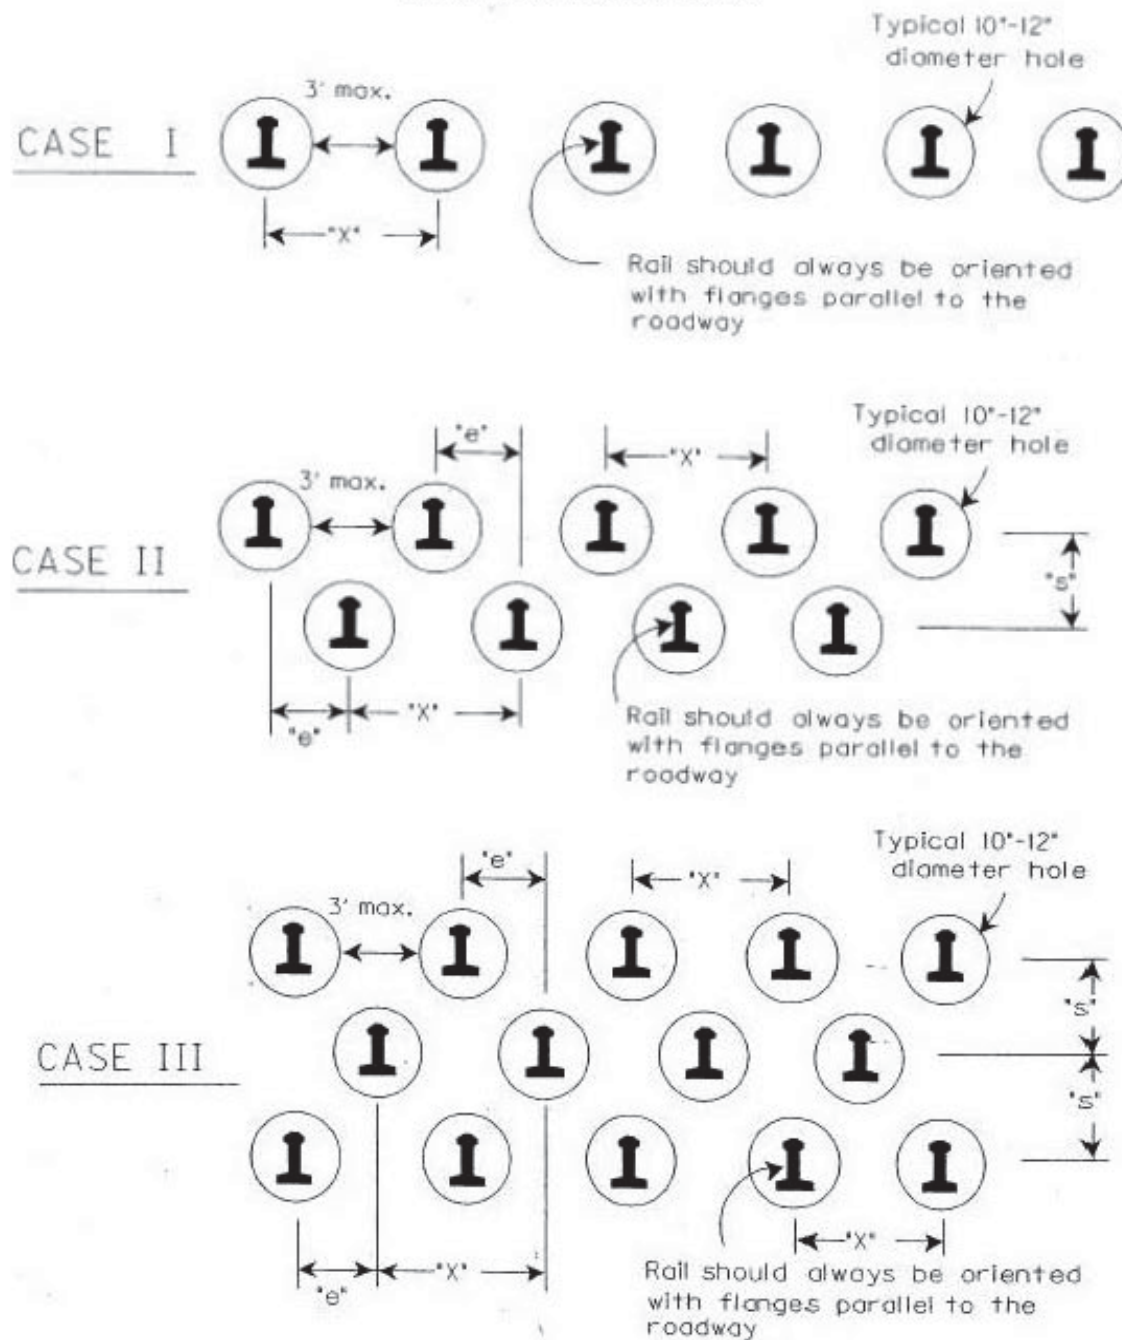 Typical 10"-12"
diameter hole
3' max.
CASE I
"X"
Rail should always be oriented
with flanges parallel to the
roadway
Typical 10"-12"
diameter hole
"e"
"X"
3' max.
CASE II
"s"
"X"
"e"
Rail should always be oriented
with flanges parallel to the
roadway
Typical 10"-12"
diameter hole
"e"
"X"
3' max.
"s"
CASE III
"s"
"X"
"X"
"e"
Rail should always be oriented
with flanges parallel to the
roadway